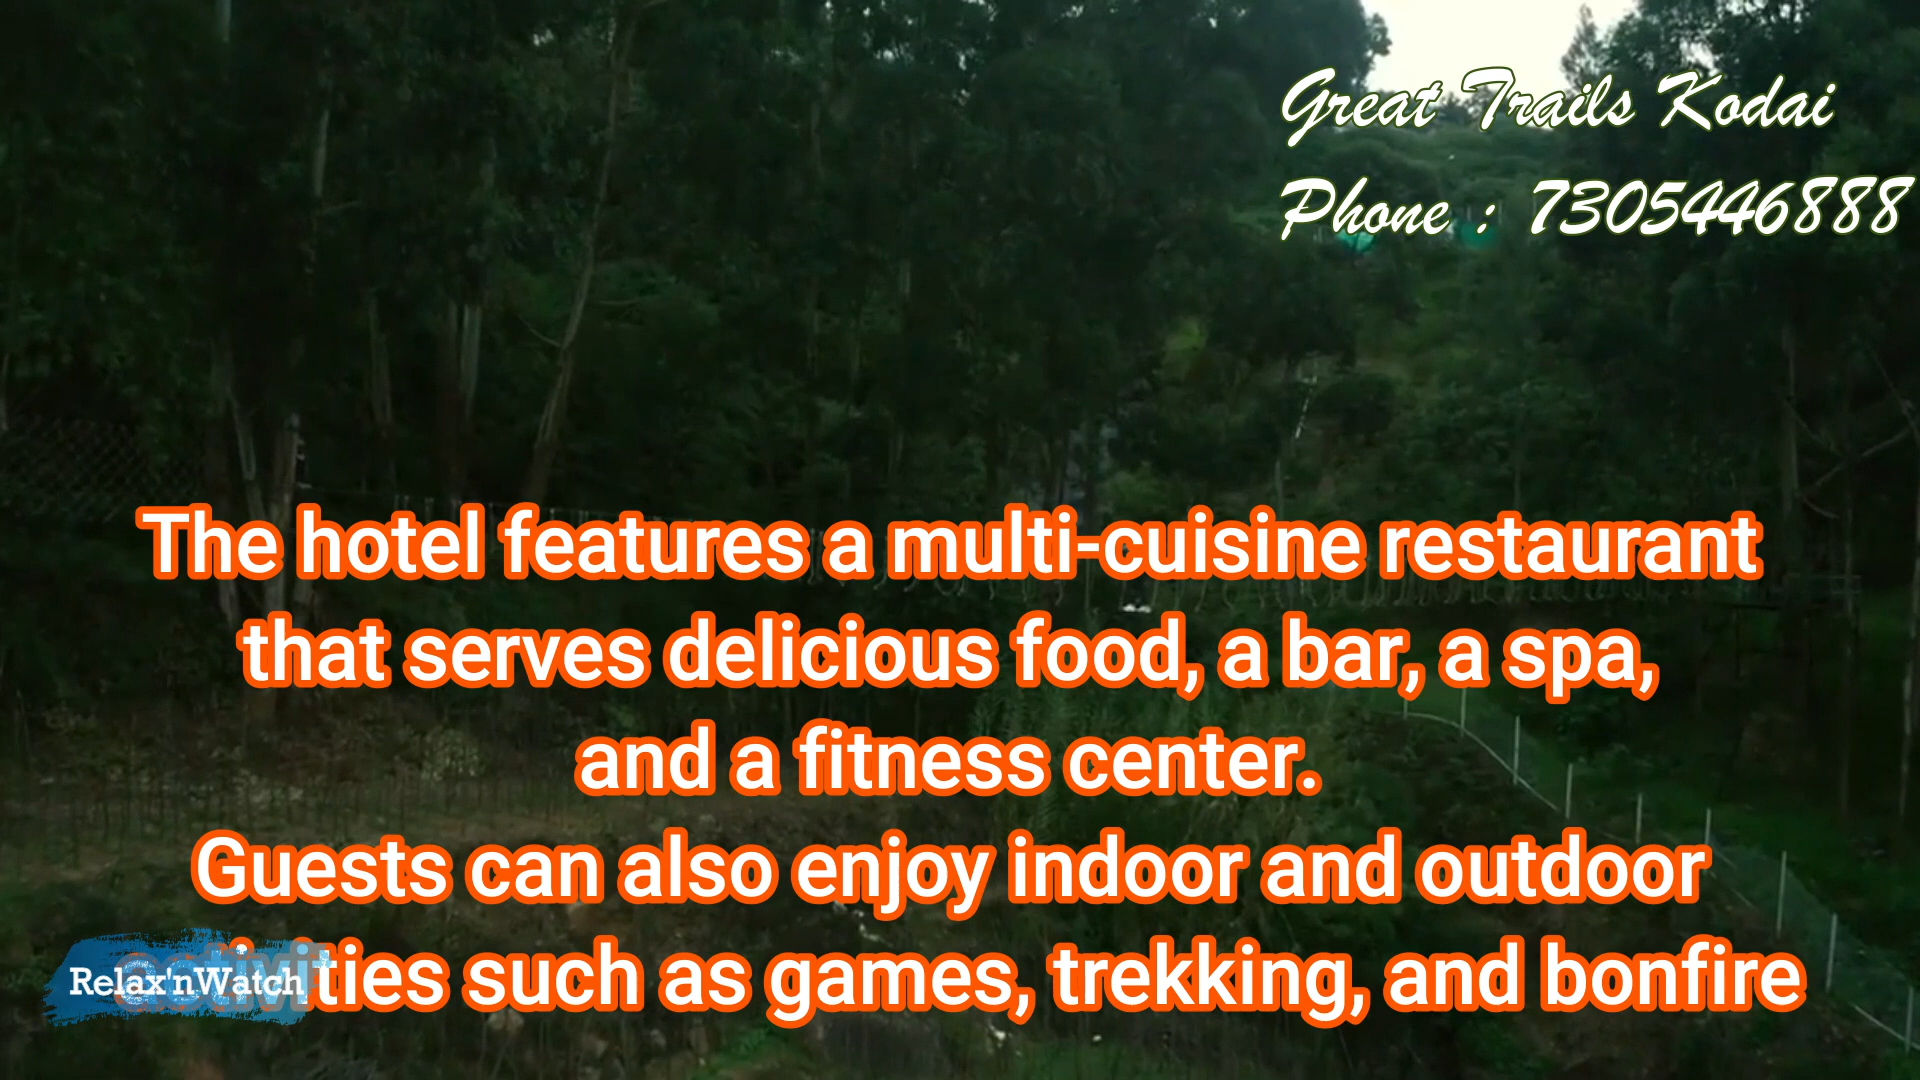 Great Trails Kodai
Phone : 7305446888
The hotel features a multi-cuisine restaurant
that serves delicious food, a bar, a spa,
and a fitness center.
Guests can also enjoy indoor and outdoor
activities such as games, trekking, and bonfire
Relax'nWatch